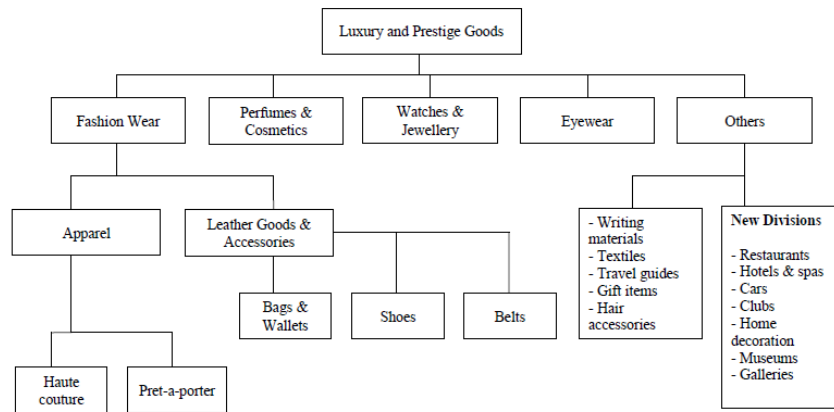 Luxury and Prestige Goods
Fashion Wear
Perfumes &
Cosmetics
Watches &
Jewellery
Eyewear
Others
Apparel
Leather Goods &
Accessories
- Writing
materials
- Textiles
- Travel guides
- Gift items
- Hair
accessories
New Divisions
- Restaurants
- Hotels & spas
- Cars
- Clubs
- Home
decoration
- Museums
- Galleries
Bags &
Wallets
Shoes
Belts
Haute
couture
Pret-a-porter